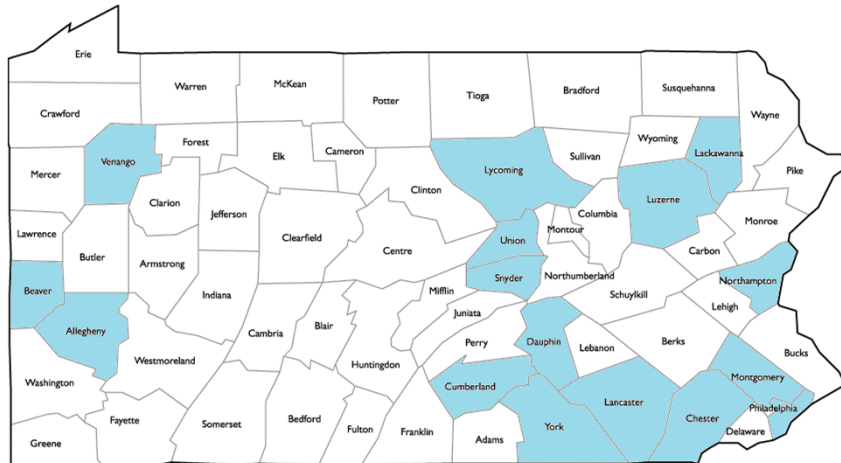 Erie
Warren
McKean
Potter
Tioga
Bradford
Susquehanna
Wayne
Crawford
Venango
Forest
Elk
Cameron
Clinton
Lycoming
Sullivan
Wyoming
Lackawanna
Pike
Mercer
Clarion
Jefferson
Clearfield
Centre
Union
Montour
Columbia
Luzerne
Monroe
Lawrence
Butler
Armstrong
Indiana
Snyder
Northumberland
Carbon
Northampton
Beaver
Allegheny
Cambria
Blair
Mifflin
Juniata
Schuylkill
Lehigh
Westmoreland
Huntingdon
Perry
Dauphin
Lebanon
Berks
Bucks
Washington
Cumberland
Lancaster
Montgomery
Philadelphia
Greene
Fayette
Somerset
Bedford
Fulton
Franklin
Adams
York
Chester
Delaware